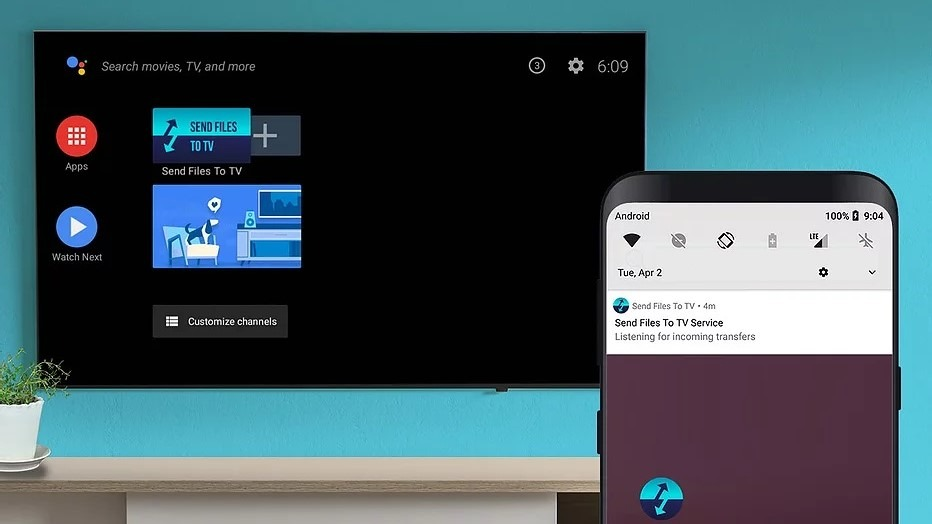 Search movies, TV, and more
3
6:09
SEND FILES
TO TV
Send Files To TV
Apps
Watch Next
Customize channels
Android
100% 9:04
LTE
Tue, Apr 2
Send Files To TV • 4m
Send Files To TV Service
Listening for incoming transfers